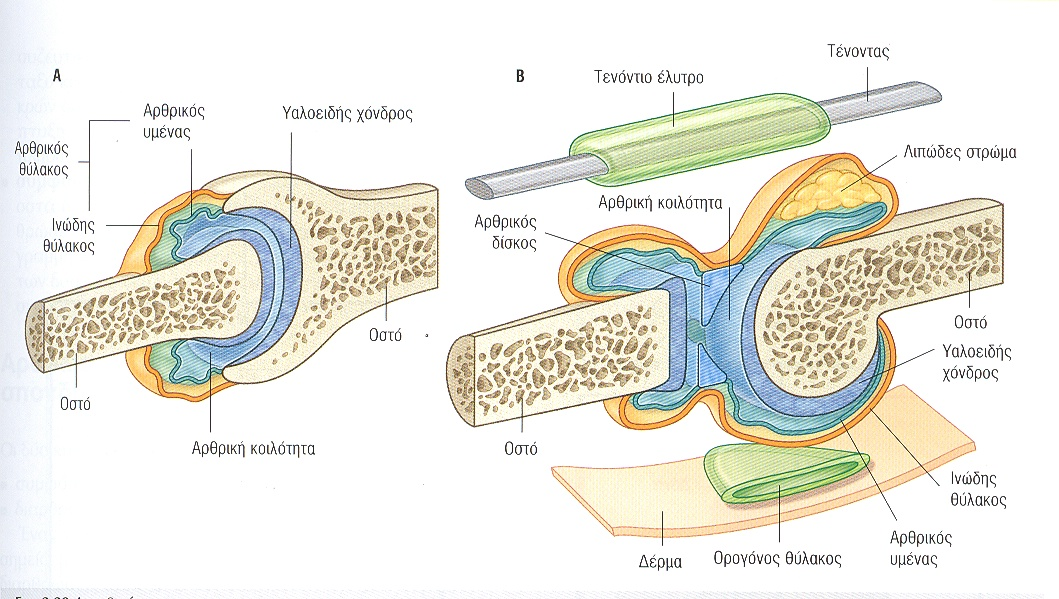 A
B
Αρθρικός
υμένας
Υαλοειδής χόνδρος
Αρθρικός
θύλακος
Ινώδης
θύλακος
Οστό
Οστό
Αρθρική κοιλότητα
Τένοντας
Τενόντιο έλυτρο
Λιπώδες στρώμα
Αρθρική κοιλότητα
Αρθρικός
δίσκος
Οστό
Υαλοειδής
χόνδρος
Οστό
Ινώδης
θύλακος
Αρθρικός
υμένας
Δέρμα
Ορογόνος θύλακος